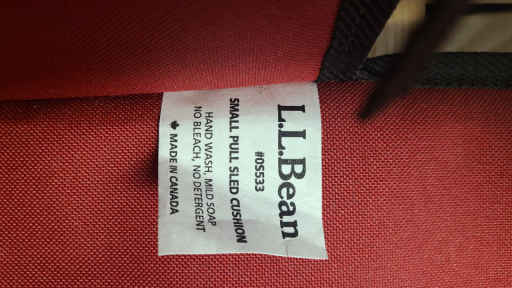 L.L.Bean
#05533
SMALL PULL SLED CUSHION
HAND WASH, MILD SOAP
NO BLEACH, NO DETERGENT
MADE IN CANADA